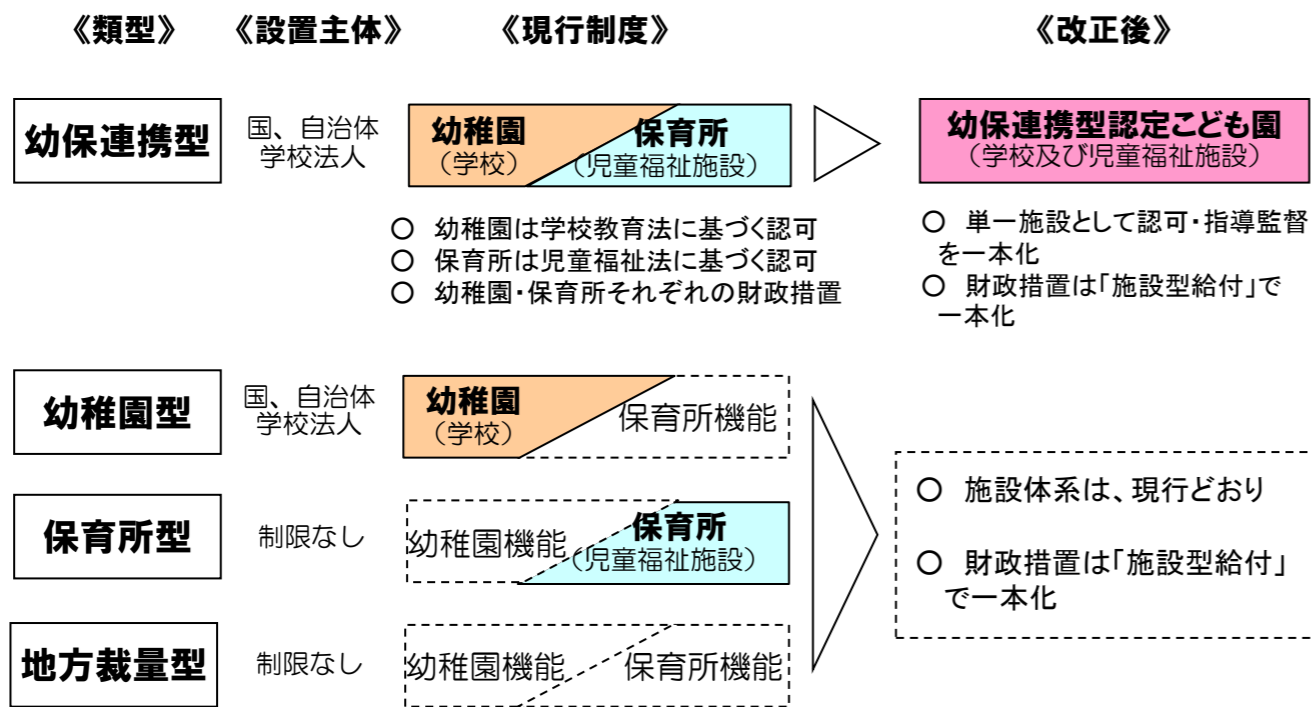 《類型》 《設置主体》 《現行制度》 《改正後》
幼保連携型
国、自治体
学校法人
幼稚園
(学校)
保育所
(児童福祉施設)
幼保連携型認定こども園
(学校及び児童福祉施設)
○ 幼稚園は学校教育法に基づく認可
○ 保育所は児童福祉法に基づく認可
○ 幼稚園・保育所それぞれの財政措置
○ 単一施設として認可・指導監督
を一本化
○ 財政措置は「施設型給付」で
一本化
幼稚園型
国、自治体
学校法人
幼稚園
(学校)
保育所機能
保育所型
制限なし
幼稚園機能
保育所
(児童福祉施設)
地方裁量型
制限なし
幼稚園機能
保育所機能
○ 施設体系は、現行どおり
○ 財政措置は「施設型給付」
で一本化